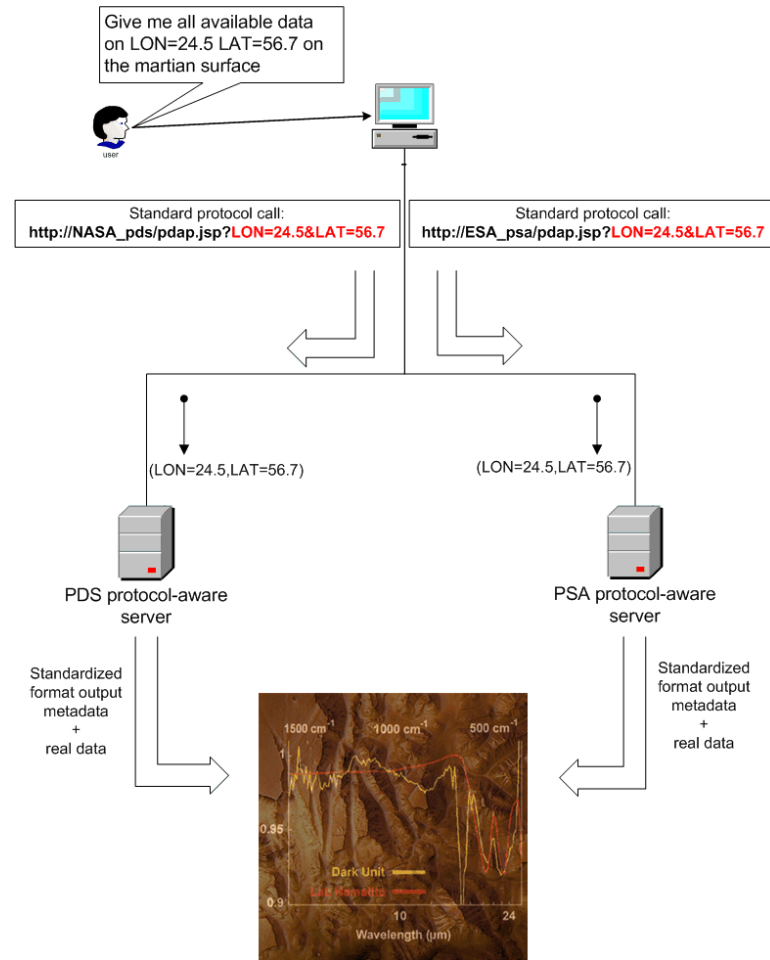 Give me all available data
on LON=24.5 LAT=56.7 on
the martian surface
user
Standard protocol call:
http://NASA_pds/pdap.jsp?LON=24.5&LAT=56.7
Standard protocol call:
http://ESA_psa/pdap.jsp?LON=24.5&LAT=56.7
(LON=24.5,LAT=56.7)
(LON=24.5,LAT=56.7)
PDS protocol-aware
server
PSA protocol-aware
server
Standardized
format output
metadata
+
real data
Standardized
format output
metadata
+
real data
1500 cm-1 1000 cm-1 500 cm-1
1
0.95
0.9
Dark Unit
Lab Hematite
10 24
Wavelength (µm)